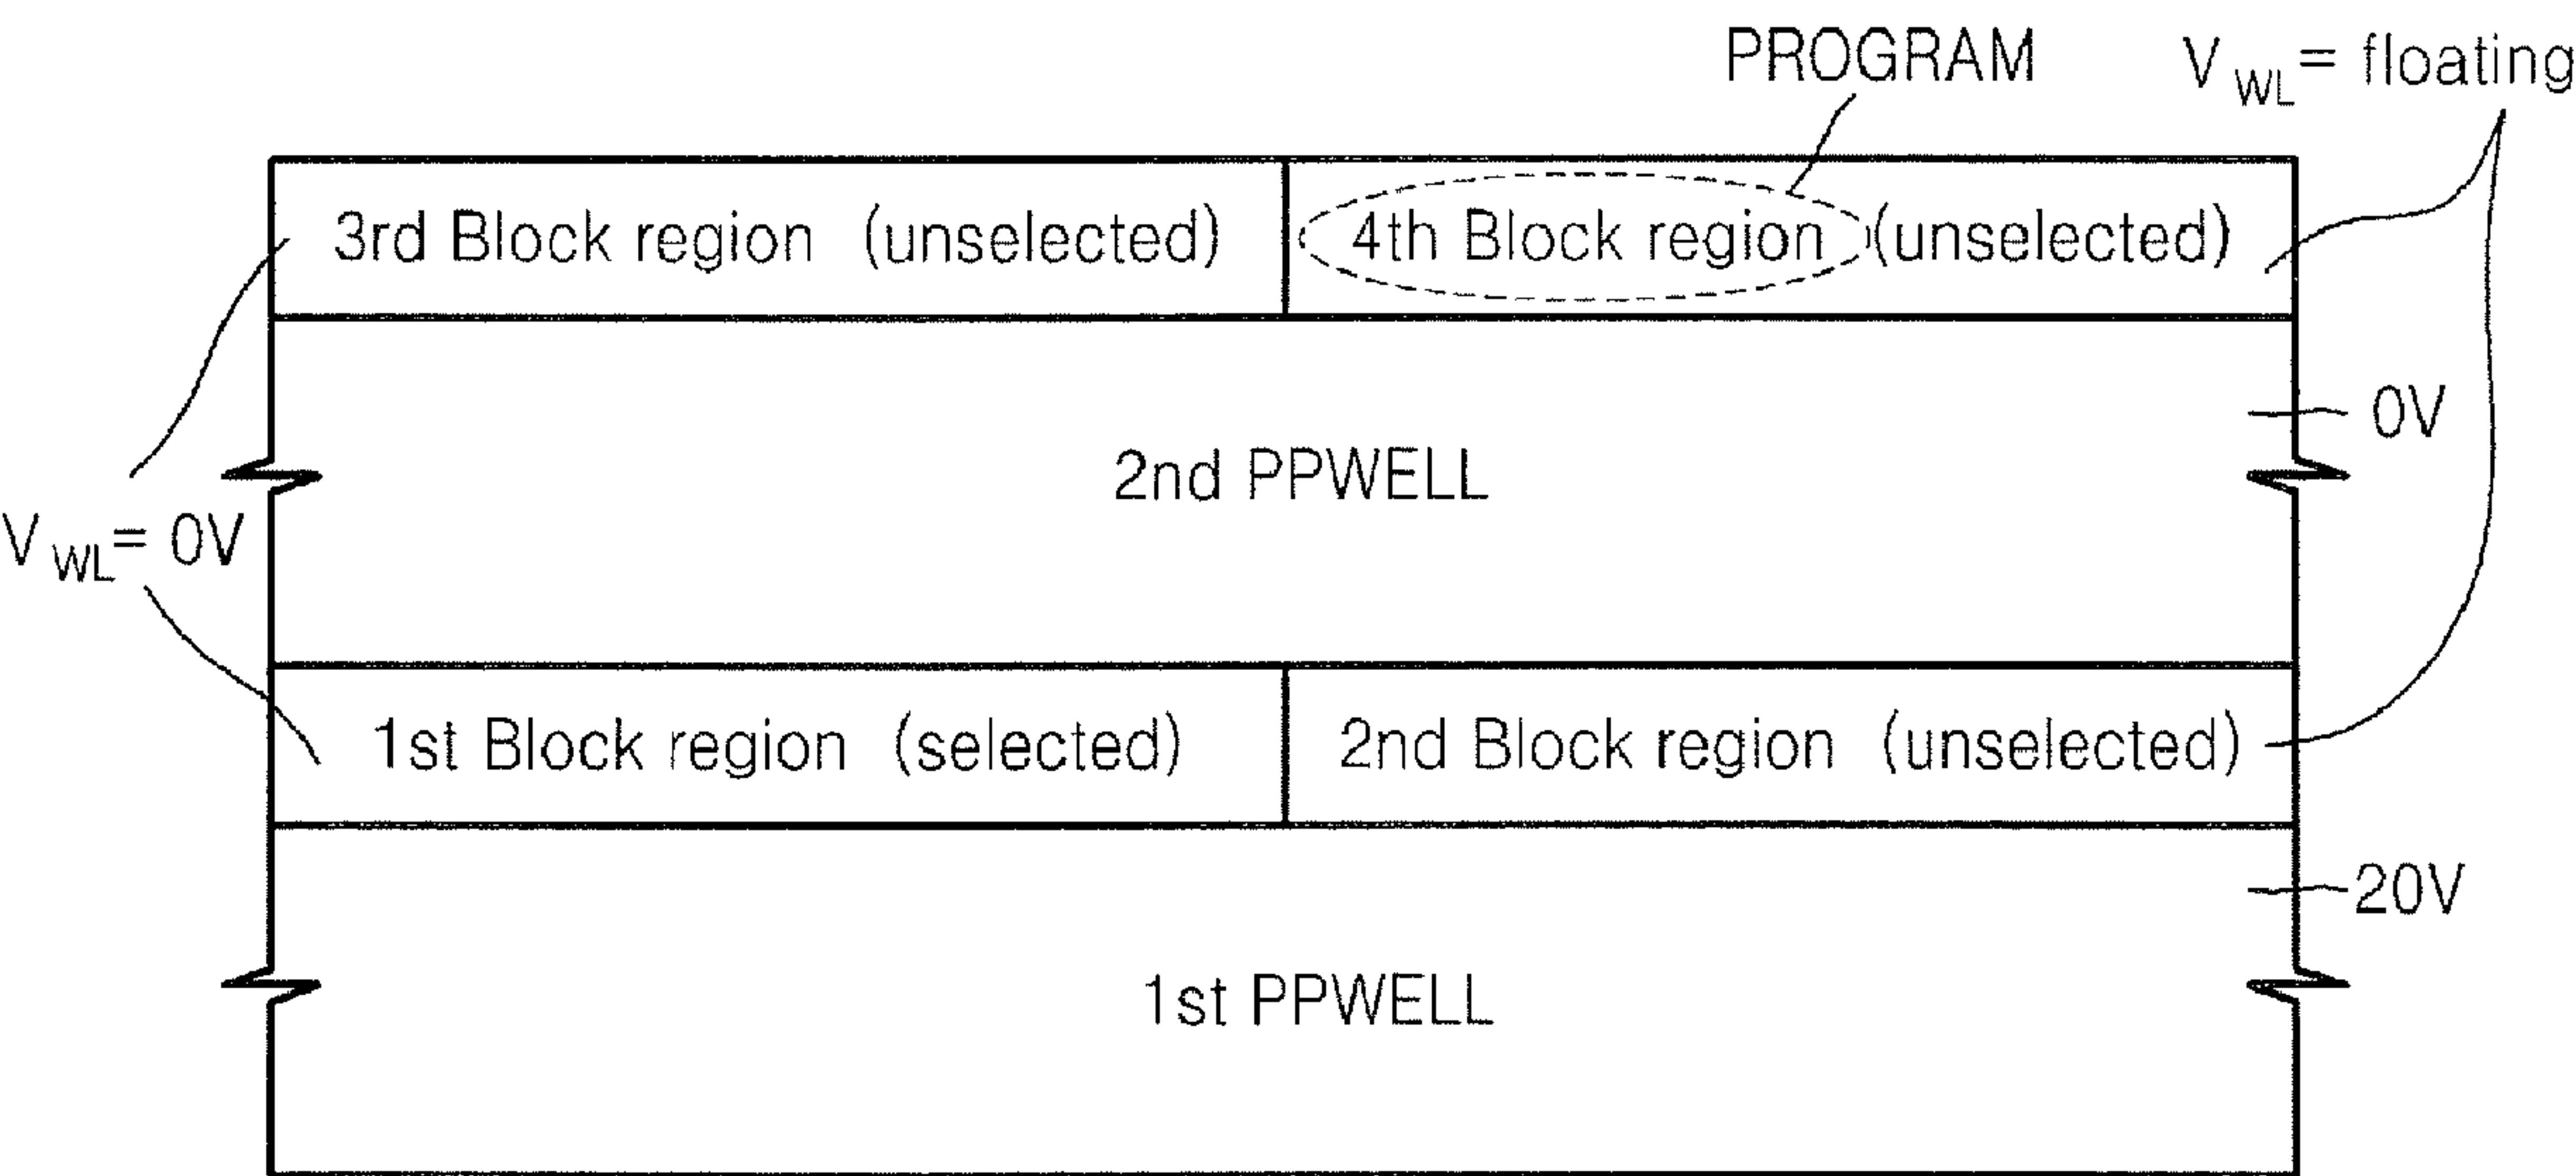 PROGRAM
V WL = floating
3rd Block region (unselected)
4th Block region (unselected)
0V
2nd PPWELL
V WL = 0V
1st Block region (selected)
2nd Block region (unselected)
20V
1st PPWELL